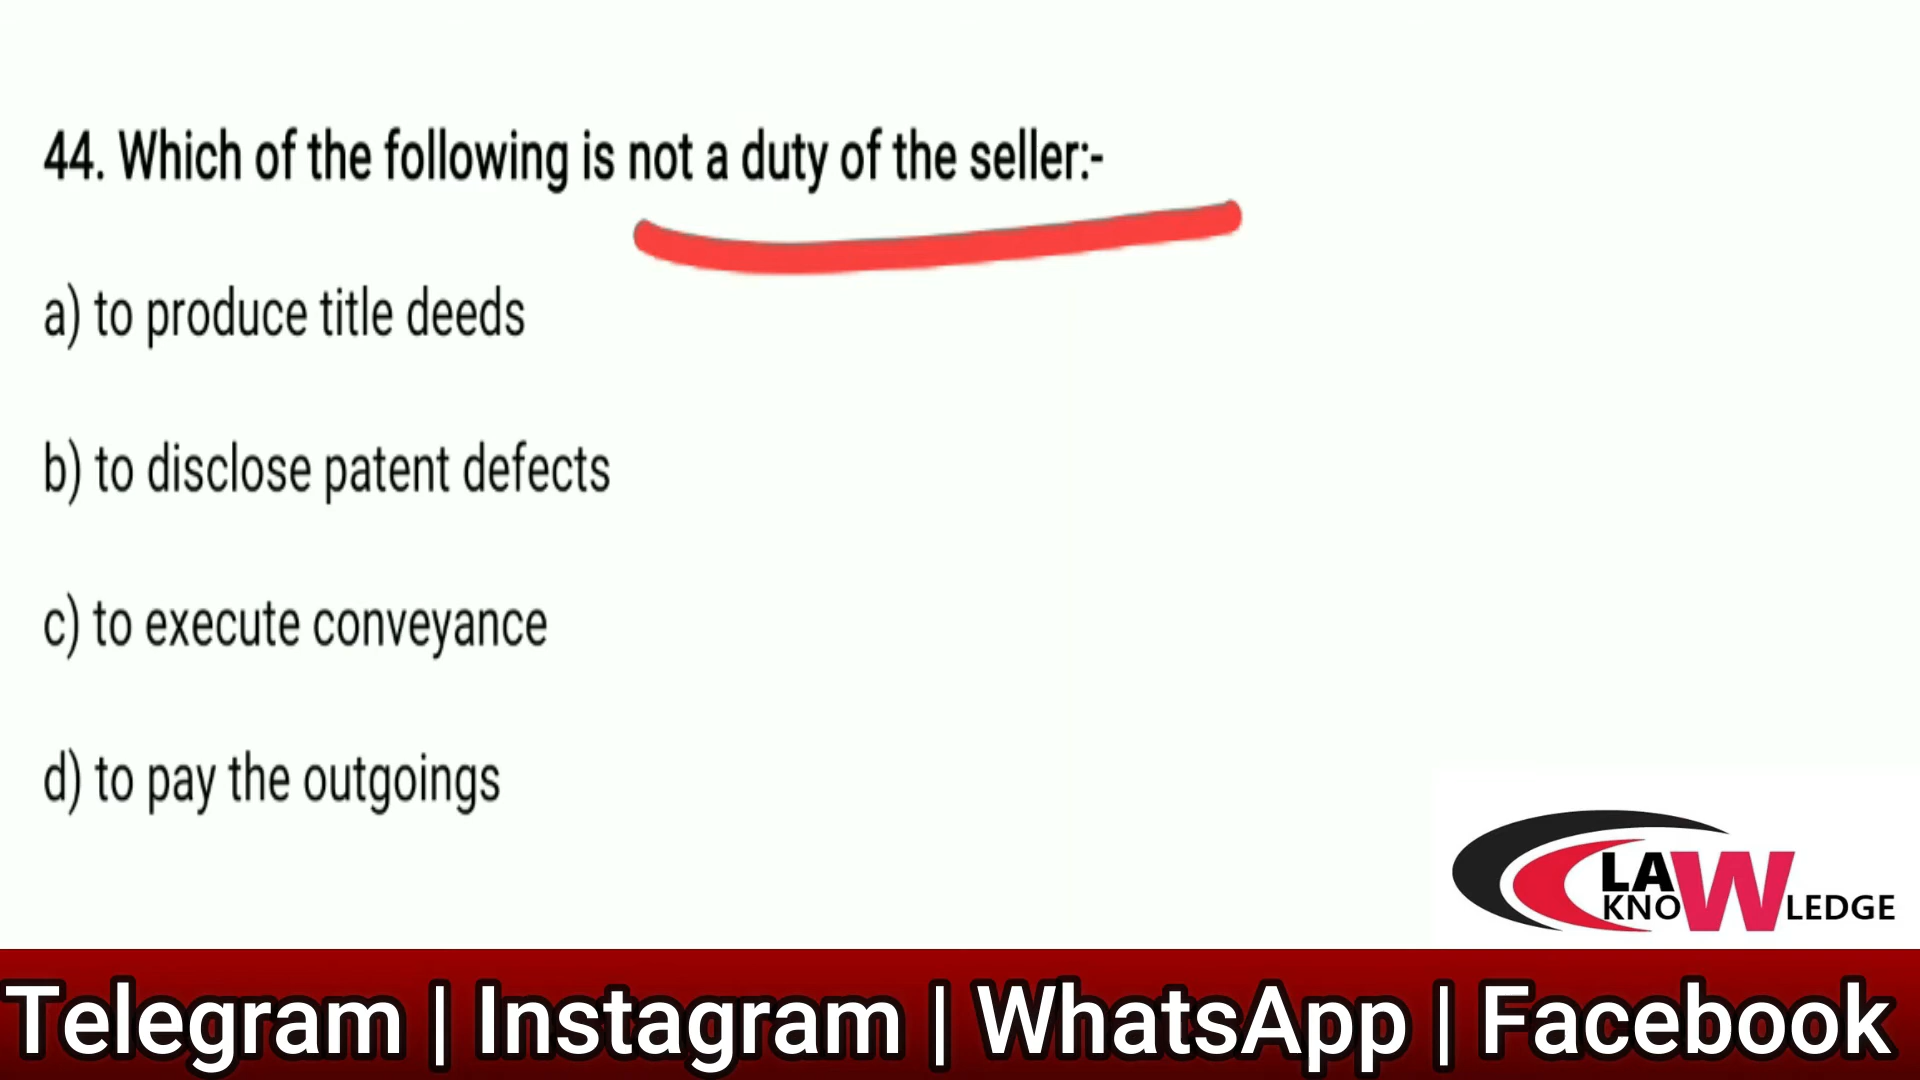 44. Which of the following is not a duty of the seller:-
a) to produce title deeds
b) to disclose patent defects
c) to execute conveyance
d) to pay the outgoings
LAW
KNOWLEDGE
Telegram | Instagram | WhatsApp | Facebook